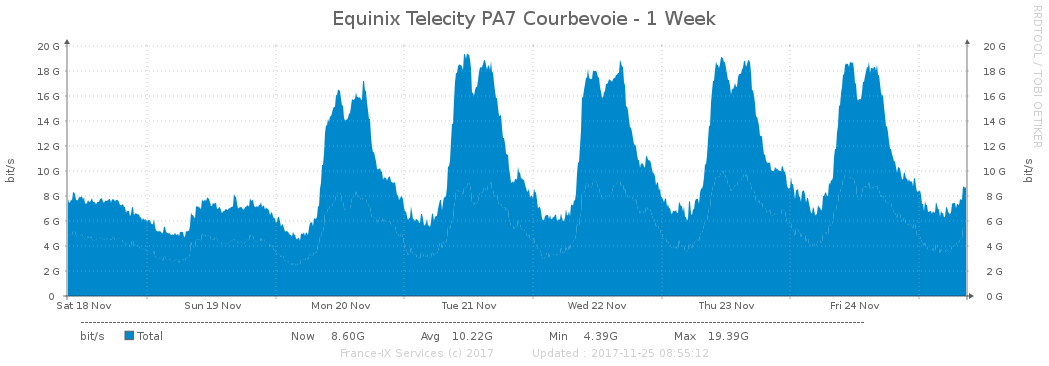 Equinix Telecity PA7 Courbevoie - 1 Week
RRDTOOL / TOBI OETIKER
bit/s
20 G 20 G
18 G 18 G
16 G 16 G
14 G 14 G
12 G 12 G
10 G 10 G
8 G 8 G
6 G 6 G
4 G 4 G
2 G 2 G
0 0 G
bit/s
Sat 18 Nov Sun 19 Nov Mon 20 Nov Tue 21 Nov Wed 22 Nov Thu 23 Nov Fri 24 Nov
bit/s Total Now 8.60G Avg 10.22G Min 4.39G Max 19.39G
France-IX Services (c) 2017 Updated : 2017-11-25 08:55:12